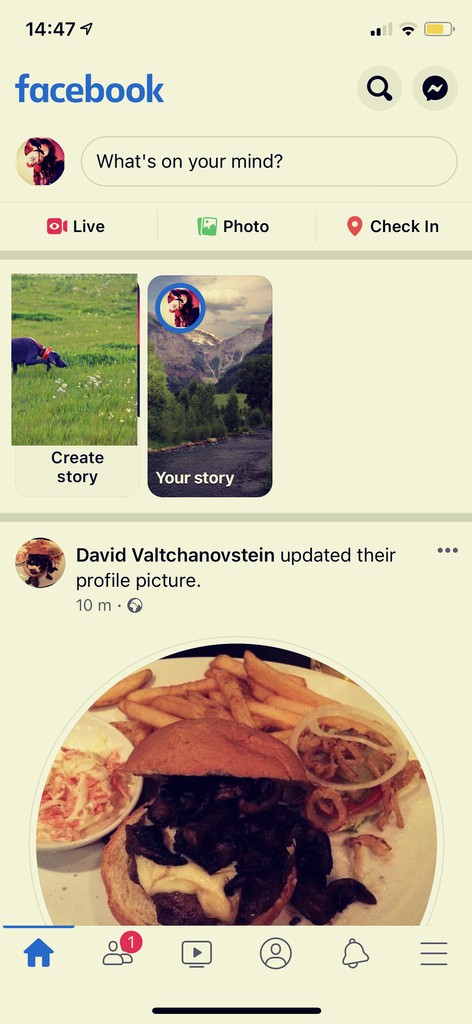 14:47
facebook
What's on your mind?
Live
Photo
Check In
Create
story
Your story
David Valtchanovstein updated their
profile picture.
10 m ·
1